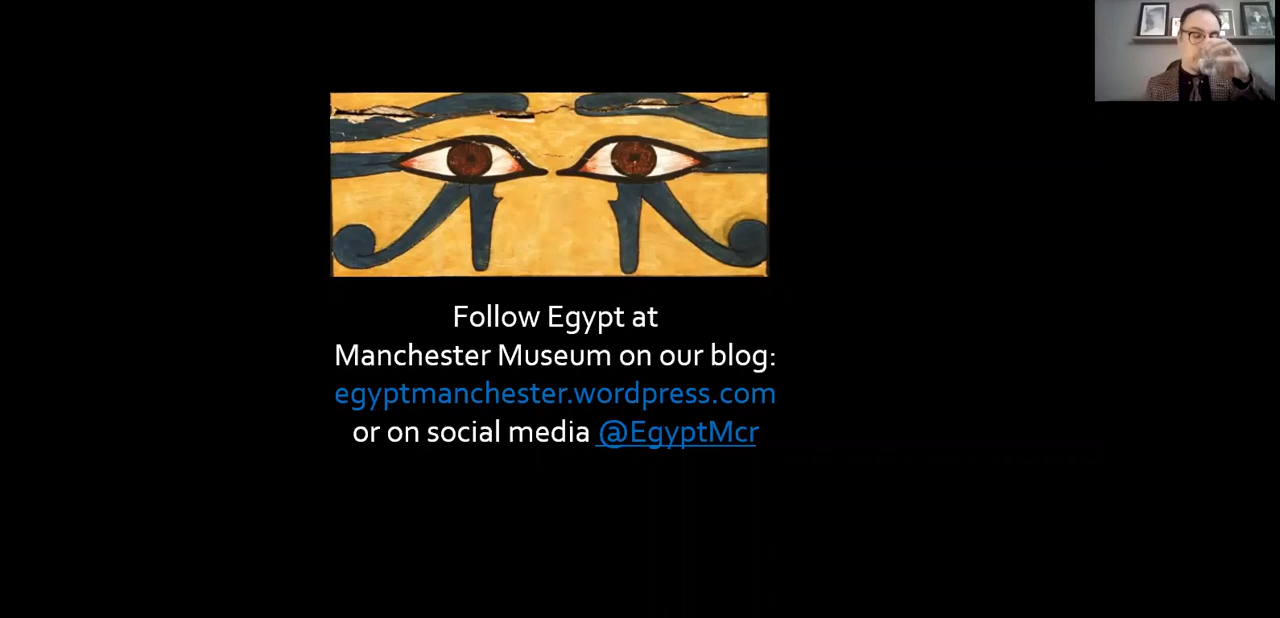 Follow Egypt at
Manchester Museum on our blog:
egyptmanchester.wordpress.com
or on social media @EgyptMcr